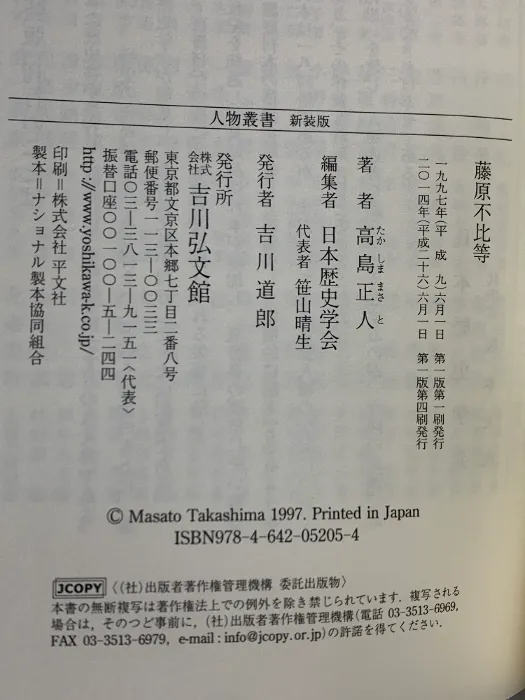 人物叢書 新装版
藤原不比等
一九九七年(平成九)六月一日 第一版第一刷発行
二〇一四年(平成二十六)六月一日 第一版第四刷発行
著者 高島正人
たか しま まさ と
編集者 日本歴史学会
代表者 笹山晴生
発行者 吉川道郎
発行所
株式会社 吉川弘文館
東京都文京区本郷七丁目二番八号
郵便番号一一三―〇〇三三
電話〇三―三八一三―九一五一〈代表〉
振替口座〇〇一〇〇―五―二四四
http://www.yoshikawa-k.co.jp/
印刷=株式会社 平文社
製本=ナショナル製本協同組合
© Masato Takashima 1997. Printed in Japan
ISBN978-4-642-05205-4
JCOPY 〈(社)出版者著作権管理機構 委託出版物〉
本書の無断複写は著作権法上での例外を除き禁じられています．複写される
場合は，そのつど事前に，(社)出版者著作権管理機構(電話 03-3513-6969，
FAX 03-3513-6979，e-mail : info@jcopy.or.jp)の許諾を得てください．